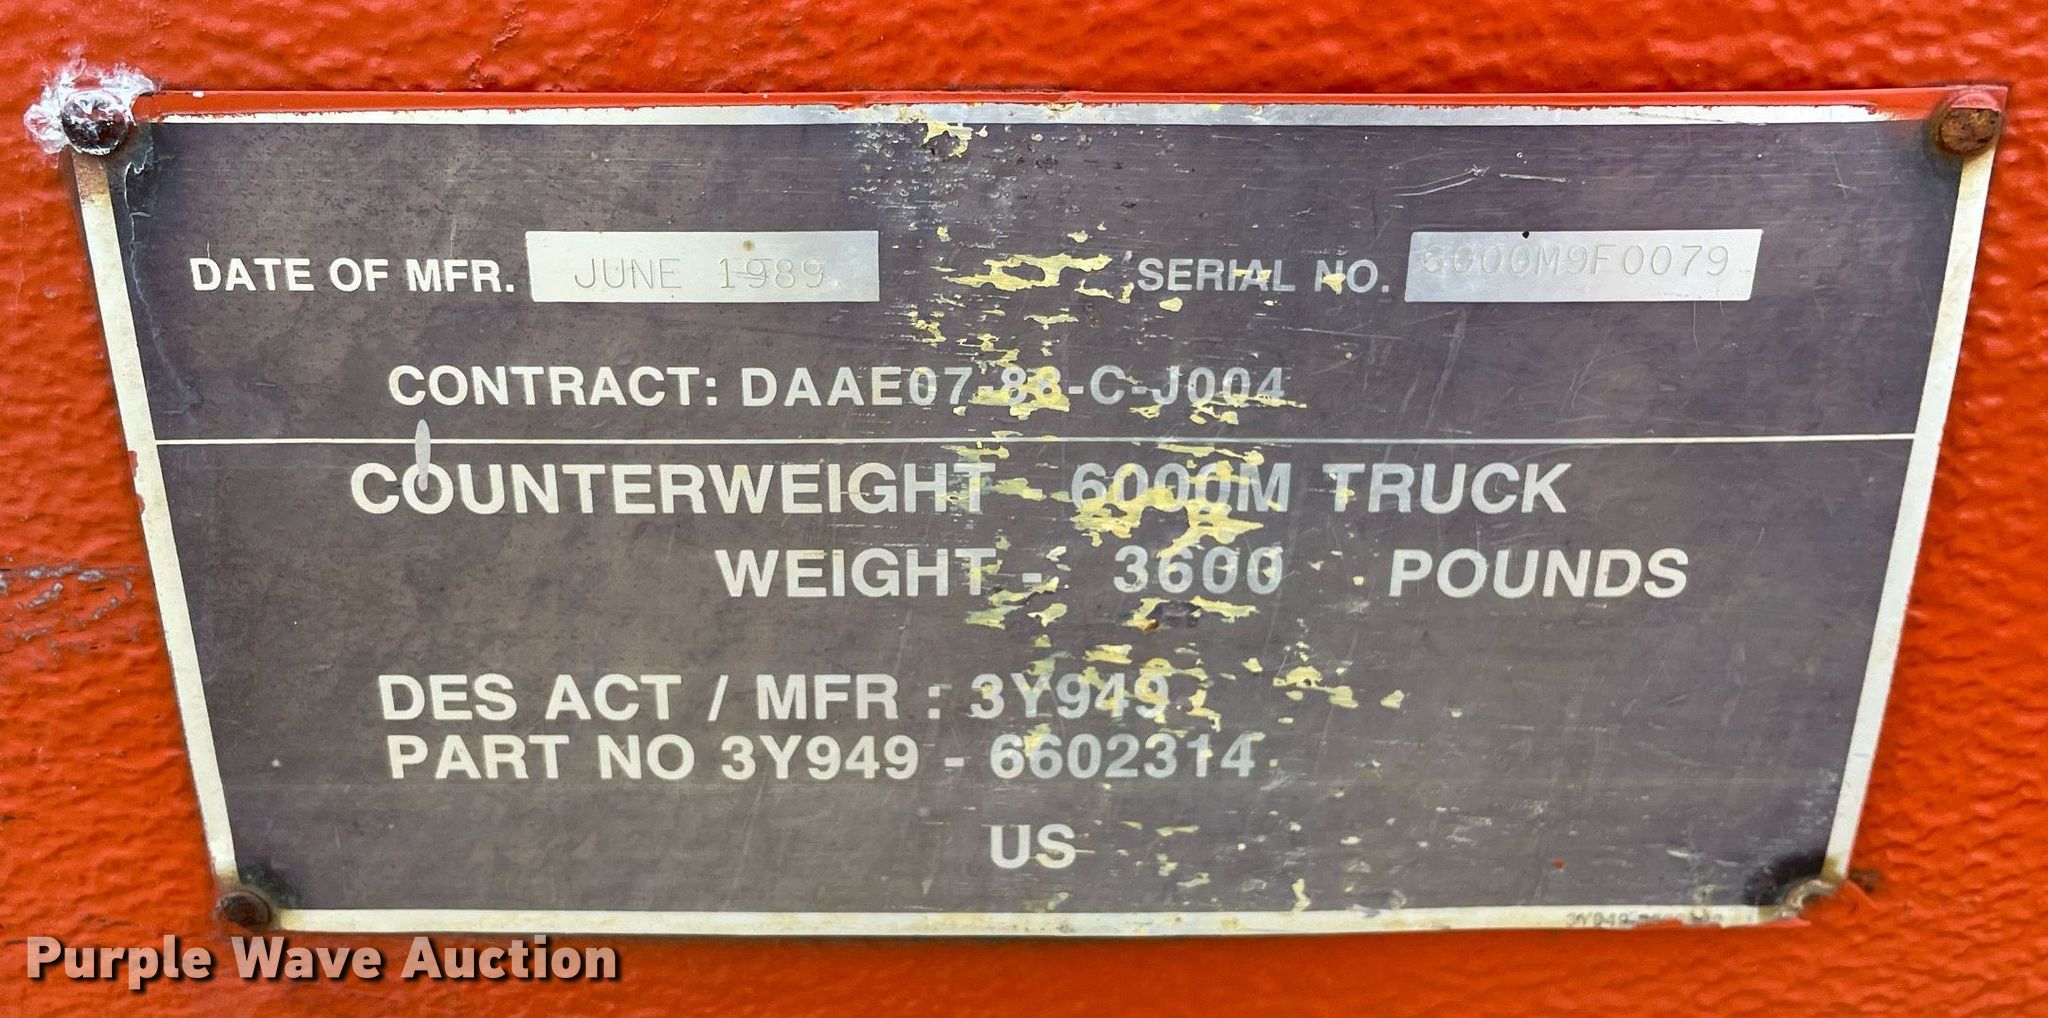 DATE OF MFR. JUNE 1989 SERIAL NO. 6000M9F0079
CONTRACT: DAAE07-88-C-J004
COUNTERWEIGHT - 6000M TRUCK
WEIGHT - 3600 POUNDS
DES ACT / MFR : 3Y949
PART NO 3Y949 - 6602314
US
Purple Wave Auction